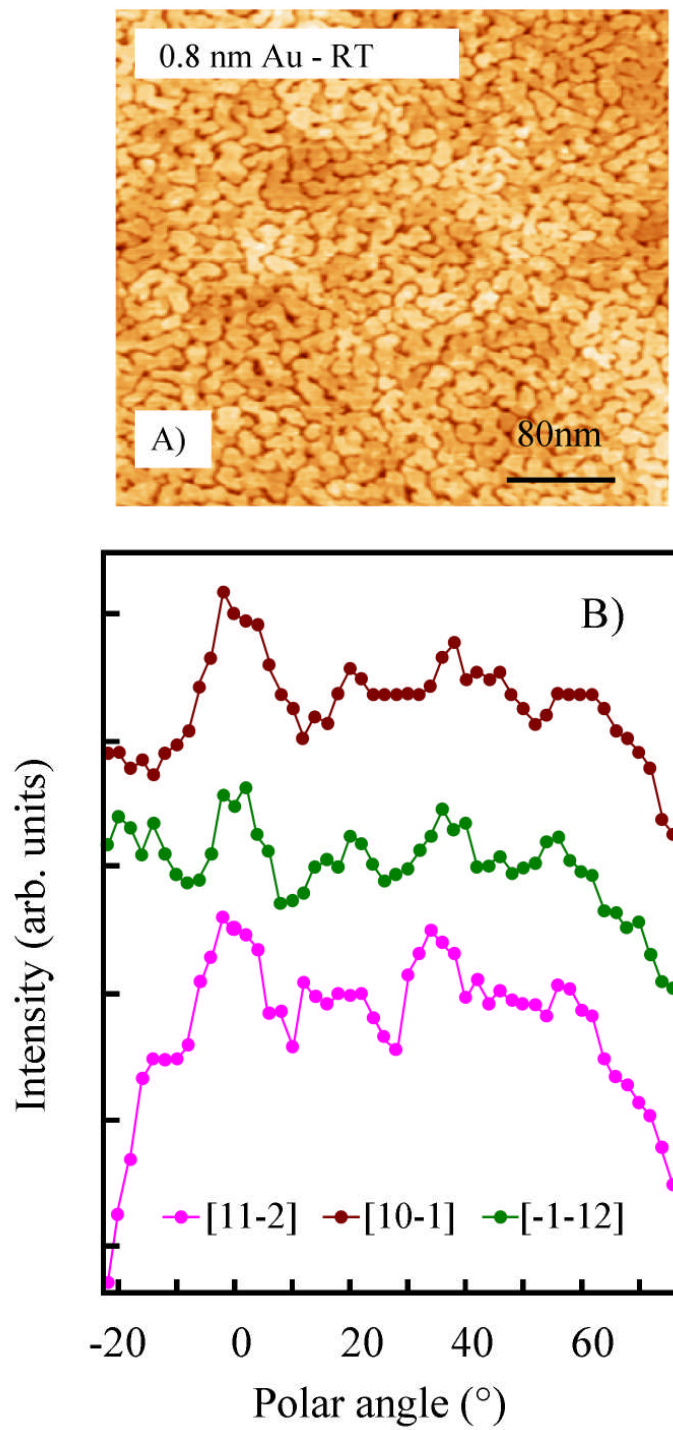 0.8 nm Au - RT
A)
80nm
B)
Intensity (arb. units)
[11-2] [10-1] [-1-12]
-20 0 20 40 60
Polar angle (°)